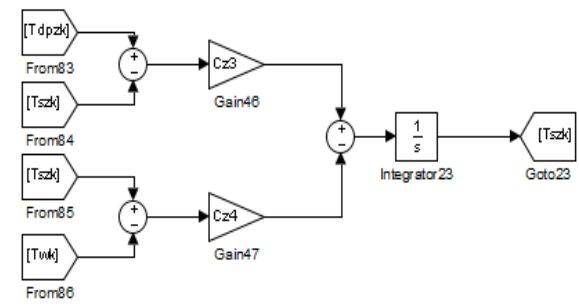 [Tdpzk]
From83
[Tszk]
From84
+
−
Cz3
Gain46
[Tszk]
From85
[Twk]
From86
+
−
Cz4
Gain47
+
−
1
s
Integrator23
[Tszk]
Goto23